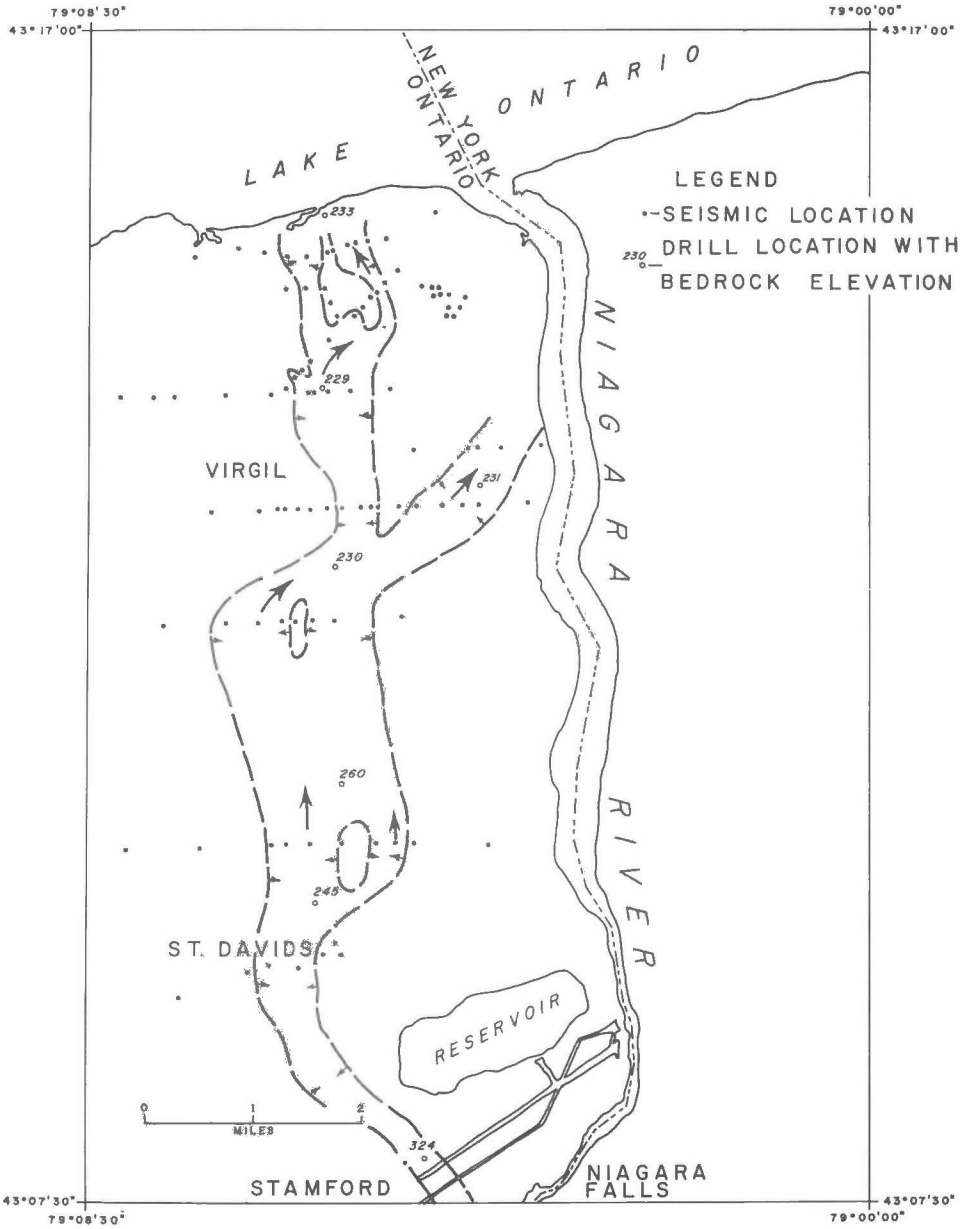 79°08'30"
79°00'00"
43°17'00"
43°17'00"
NEW YORK
ONTARIO
LAKE ONTARIO
LEGEND
SEISMIC LOCATION
230
DRILL LOCATION WITH
BEDROCK ELEVATION
233
229
NIAGARA RIVER
VIRGIL
231
230
260
245
ST. DAVIDS
RESERVOIR
0 1 2
MILES
324
STAMFORD
NIAGARA
FALLS
43°07'30"
43°07'30"
79°08'30"
79°00'00"